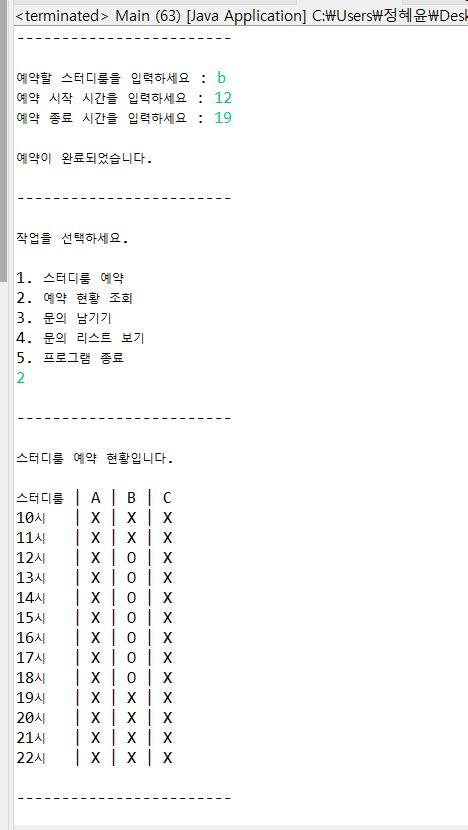 <terminated> Main (63) [Java Application] C:₩Users₩정혜윤₩Desk
------------------------
예약할 스터디룸을 입력하세요 : b
예약 시작 시간을 입력하세요 : 12
예약 종료 시간을 입력하세요 : 19
예약이 완료되었습니다.
------------------------
작업을 선택하세요.
1. 스터디룸 예약
2. 예약 현황 조회
3. 문의 남기기
4. 문의 리스트 보기
5. 프로그램 종료
2
------------------------
스터디룸 예약 현황입니다.
스터디룸 | A | B | C
10시 | X | X | X
11시 | X | X | X
12시 | X | O | X
13시 | X | O | X
14시 | X | O | X
15시 | X | O | X
16시 | X | O | X
17시 | X | O | X
18시 | X | O | X
19시 | X | X | X
20시 | X | X | X
21시 | X | X | X
22시 | X | X | X
------------------------